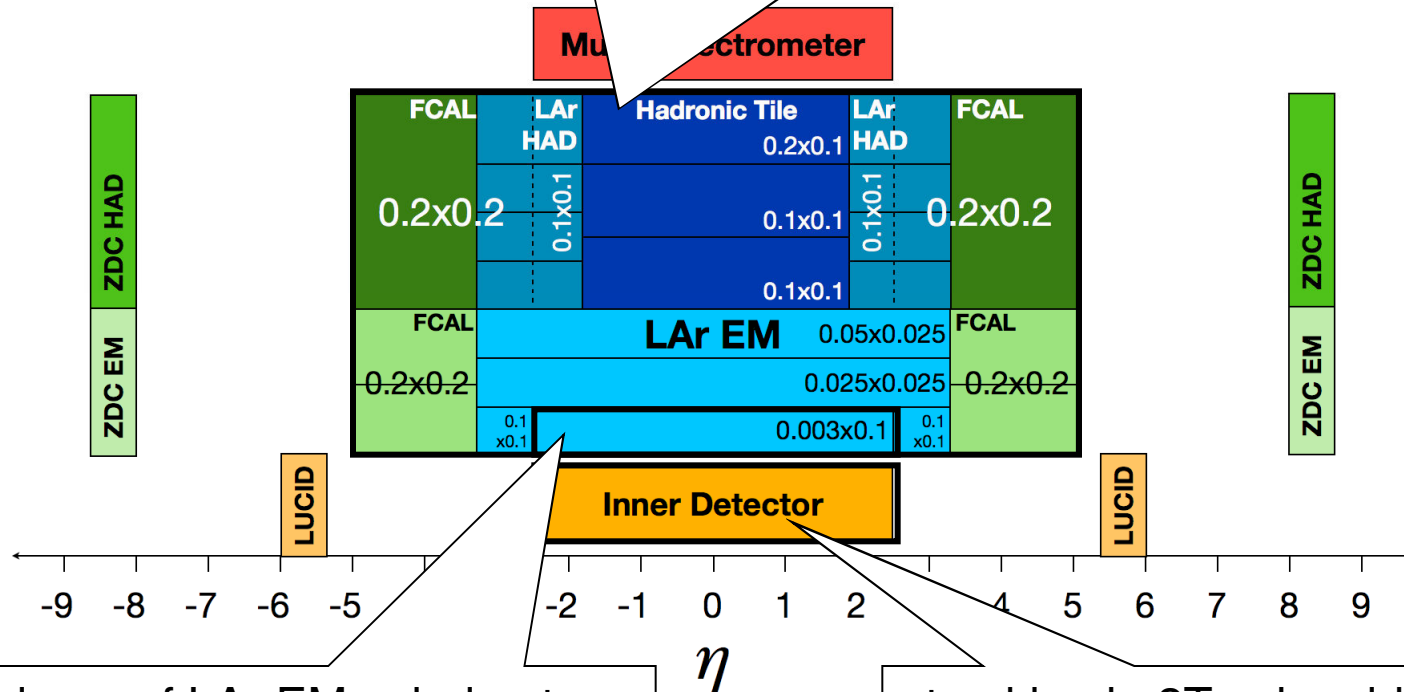 Mu ectrometer
FCAL
LAr
HAD
Hadronic Tile
LAr
HAD
FCAL
0.2x0.1
0.2x0.2
0.1x0.1
0.1x0.1
0.1x0.1
0.2x0.2
0.1x0.1
ZDC HAD
ZDC HAD
FCAL
LAr EM
0.05x0.025
FCAL
0.2x0.2
0.025x0.025
0.2x0.2
ZDC EM
ZDC EM
0.1
x0.1
0.003x0.1
0.1
x0.1
LUCID
Inner Detector
LUCID
-9 -8 -7 -6 -5 -2 -1 0 1 2 4 5 6 7 8 9
η